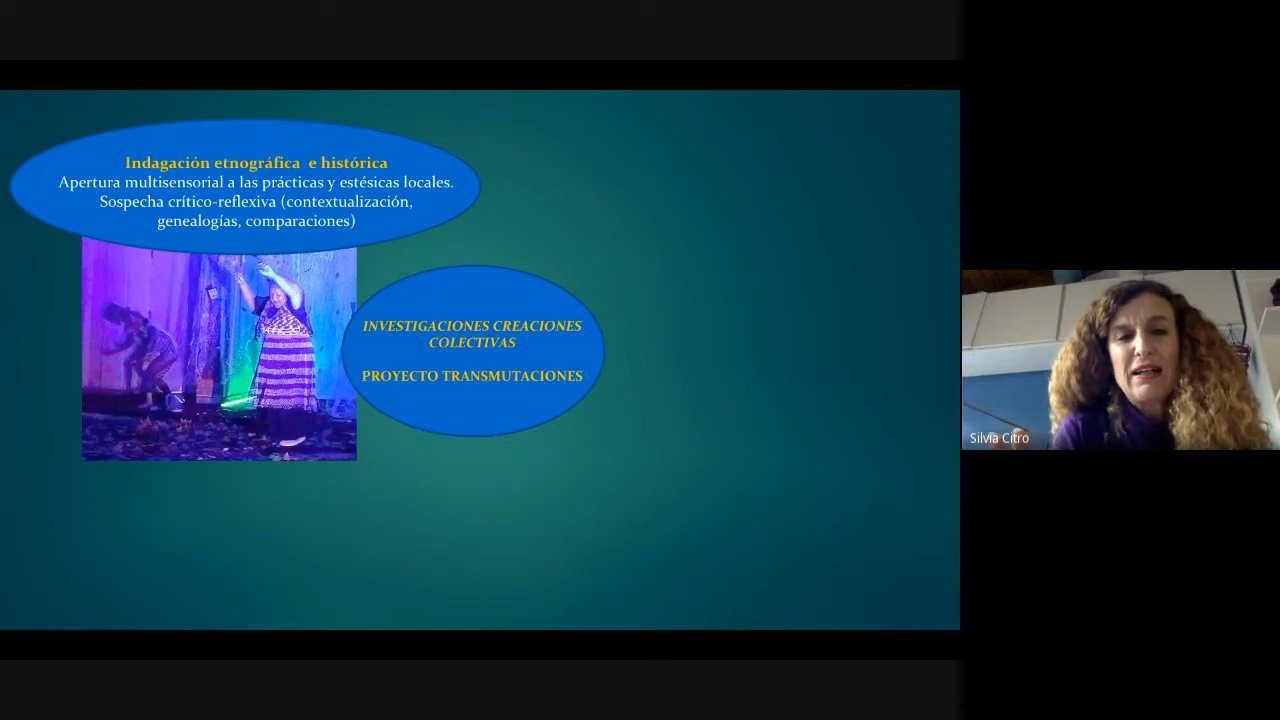 Indagación etnográfica e histórica
Apertura multisensorial a las prácticas y estésicas locales.
Sospecha crítico-reflexiva (contextualización,
genealogías, comparaciones)
INVESTIGACIONES CREACIONES
COLECTIVAS
PROYECTO TRANSMUTACIONES
Silvia Citro